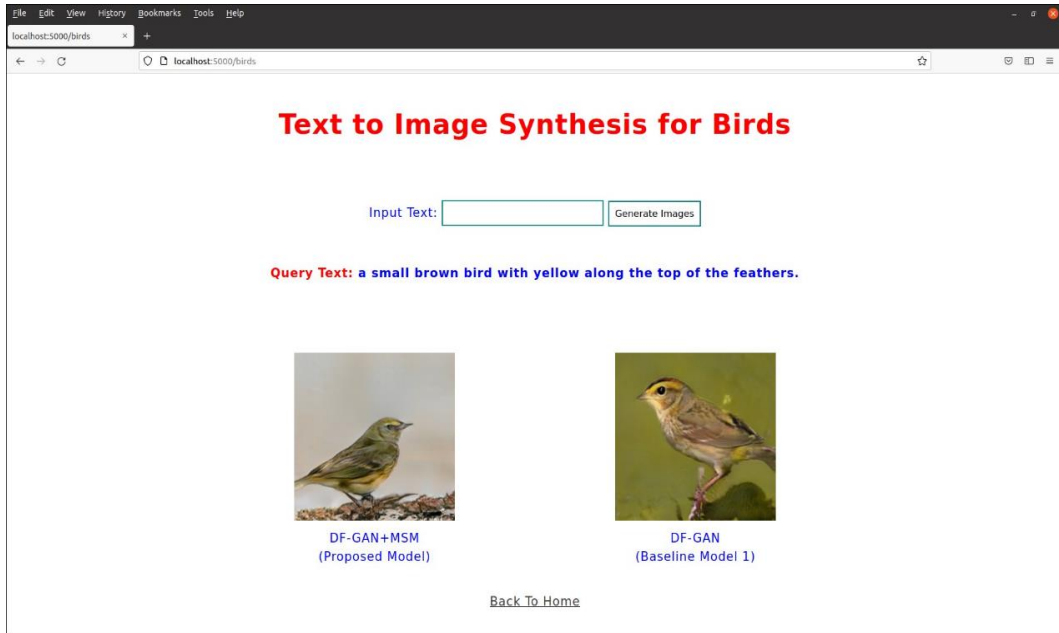 File Edit View History Bookmarks Tools Help
localhost:5000/birds
localhost:5000/birds
Text to Image Synthesis for Birds
Input Text: Generate Images
Query Text: a small brown bird with yellow along the top of the feathers.
DF-GAN+MSM DF-GAN
(Proposed Model) (Baseline Model 1)
Back To Home